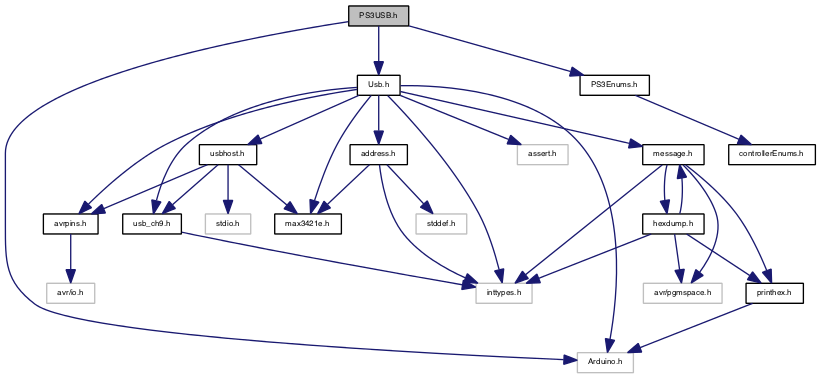 PS3USB.h
Usb.h
PS3Enums.h
usbhost.h
address.h
assert.h
message.h
controllerEnums.h
avrpins.h
usb_ch9.h
stdio.h
max3421e.h
stddef.h
hexdump.h
avr/io.h
inttypes.h
avr/pgmspace.h
printhex.h
Arduino.h